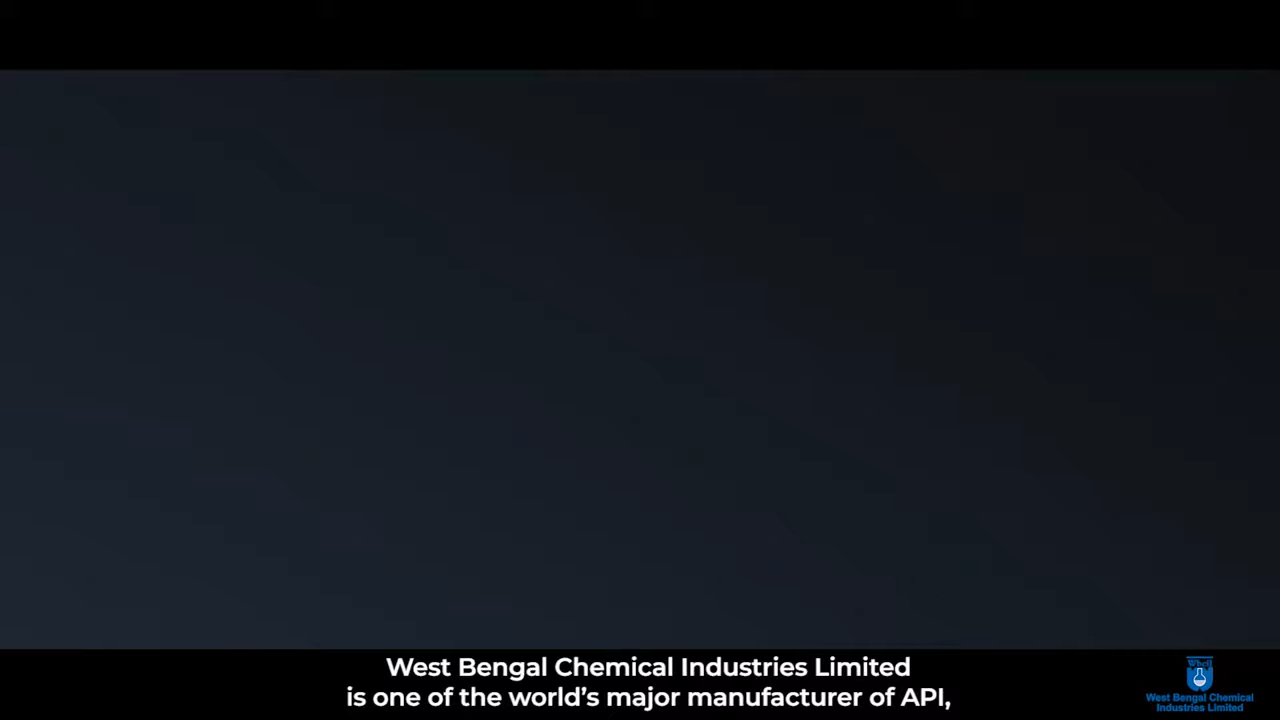 West Bengal Chemical Industries Limited
is one of the world's major manufacturer of API,
Wbcil
West Bengal Chemical
Industries Limited